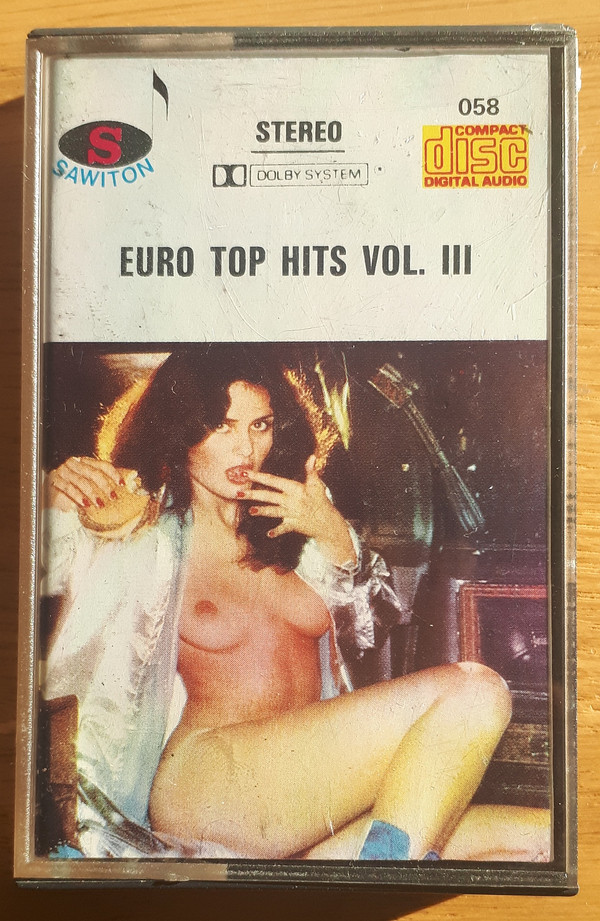 058
S
SAWITON
STEREO
DOLBY SYSTEM
COMPACT
disc
DIGITAL AUDIO
EURO TOP HITS VOL. III